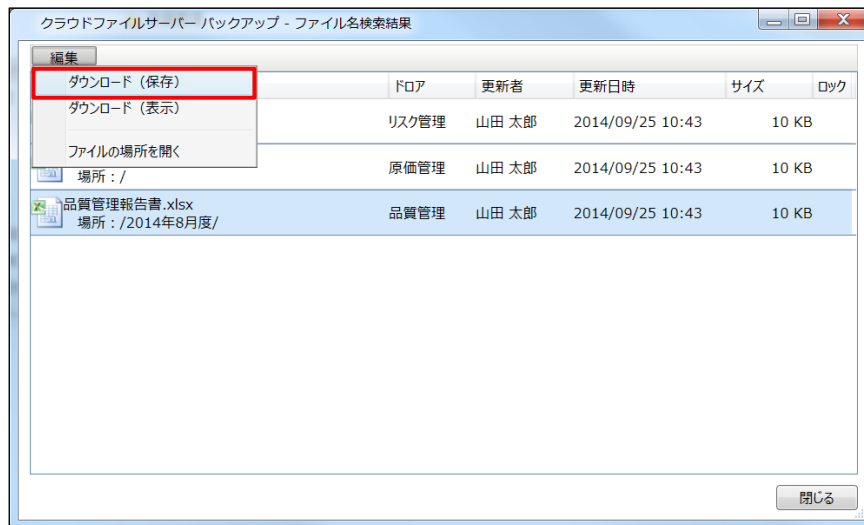 クラウドファイルサーバー バックアップ - ファイル名検索結果
編集
ダウンロード（保存）
ダウンロード（表示）
ファイルの場所を開く
ドロア 更新者 更新日時 サイズ ロック
リスク管理 山田 太郎 2014/09/25 10:43 10 KB
場所：/
原価管理 山田 太郎 2014/09/25 10:43 10 KB
品質管理報告書.xlsx
場所：/2014年8月度/
品質管理 山田 太郎 2014/09/25 10:43 10 KB
閉じる